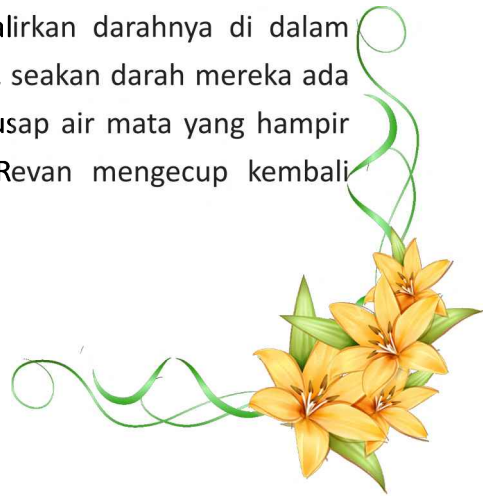 alirkan darahnya di dalam
seakan darah mereka ada
usap air mata yang hampir
Revan mengecup kembali